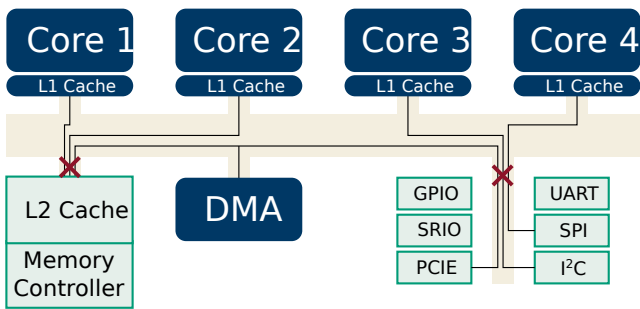 Core 1
Core 2
Core 3
Core 4
L1 Cache
L1 Cache
L1 Cache
L1 Cache
L2 Cache
Memory
Controller
DMA
GPIO
UART
SRIO
SPI
PCIE
I²C